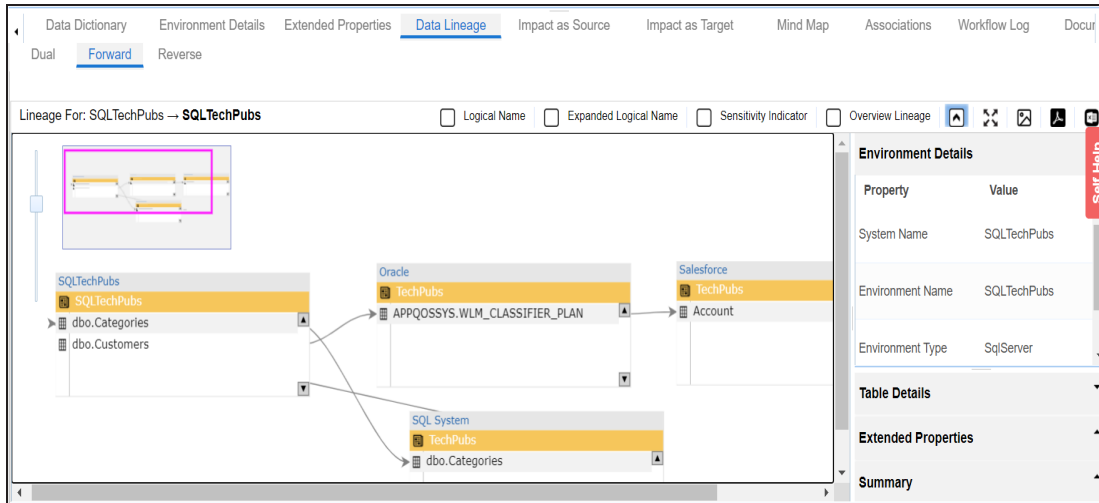 Data Dictionary Environment Details Extended Properties Data Lineage Impact as Source Impact as Target Mind Map Associations Workflow Log Docu
Dual Forward Reverse
Lineage For: SQLTechPubs → SQLTechPubs Logical Name Expanded Logical Name Sensitivity Indicator Overview Lineage
Self Help
Environment Details
Property Value
System Name SQLTechPubs
Environment Name SQLTechPubs
Environment Type SqlServer
Table Details
Extended Properties
Summary
SQLTechPubs
SQLTechPubs
dbo.Categories
dbo.Customers
Oracle
TechPubs
APPQOSSYS.WLM_CLASSIFIER_PLAN
Salesforce
TechPubs
Account
SQL System
TechPubs
dbo.Categories